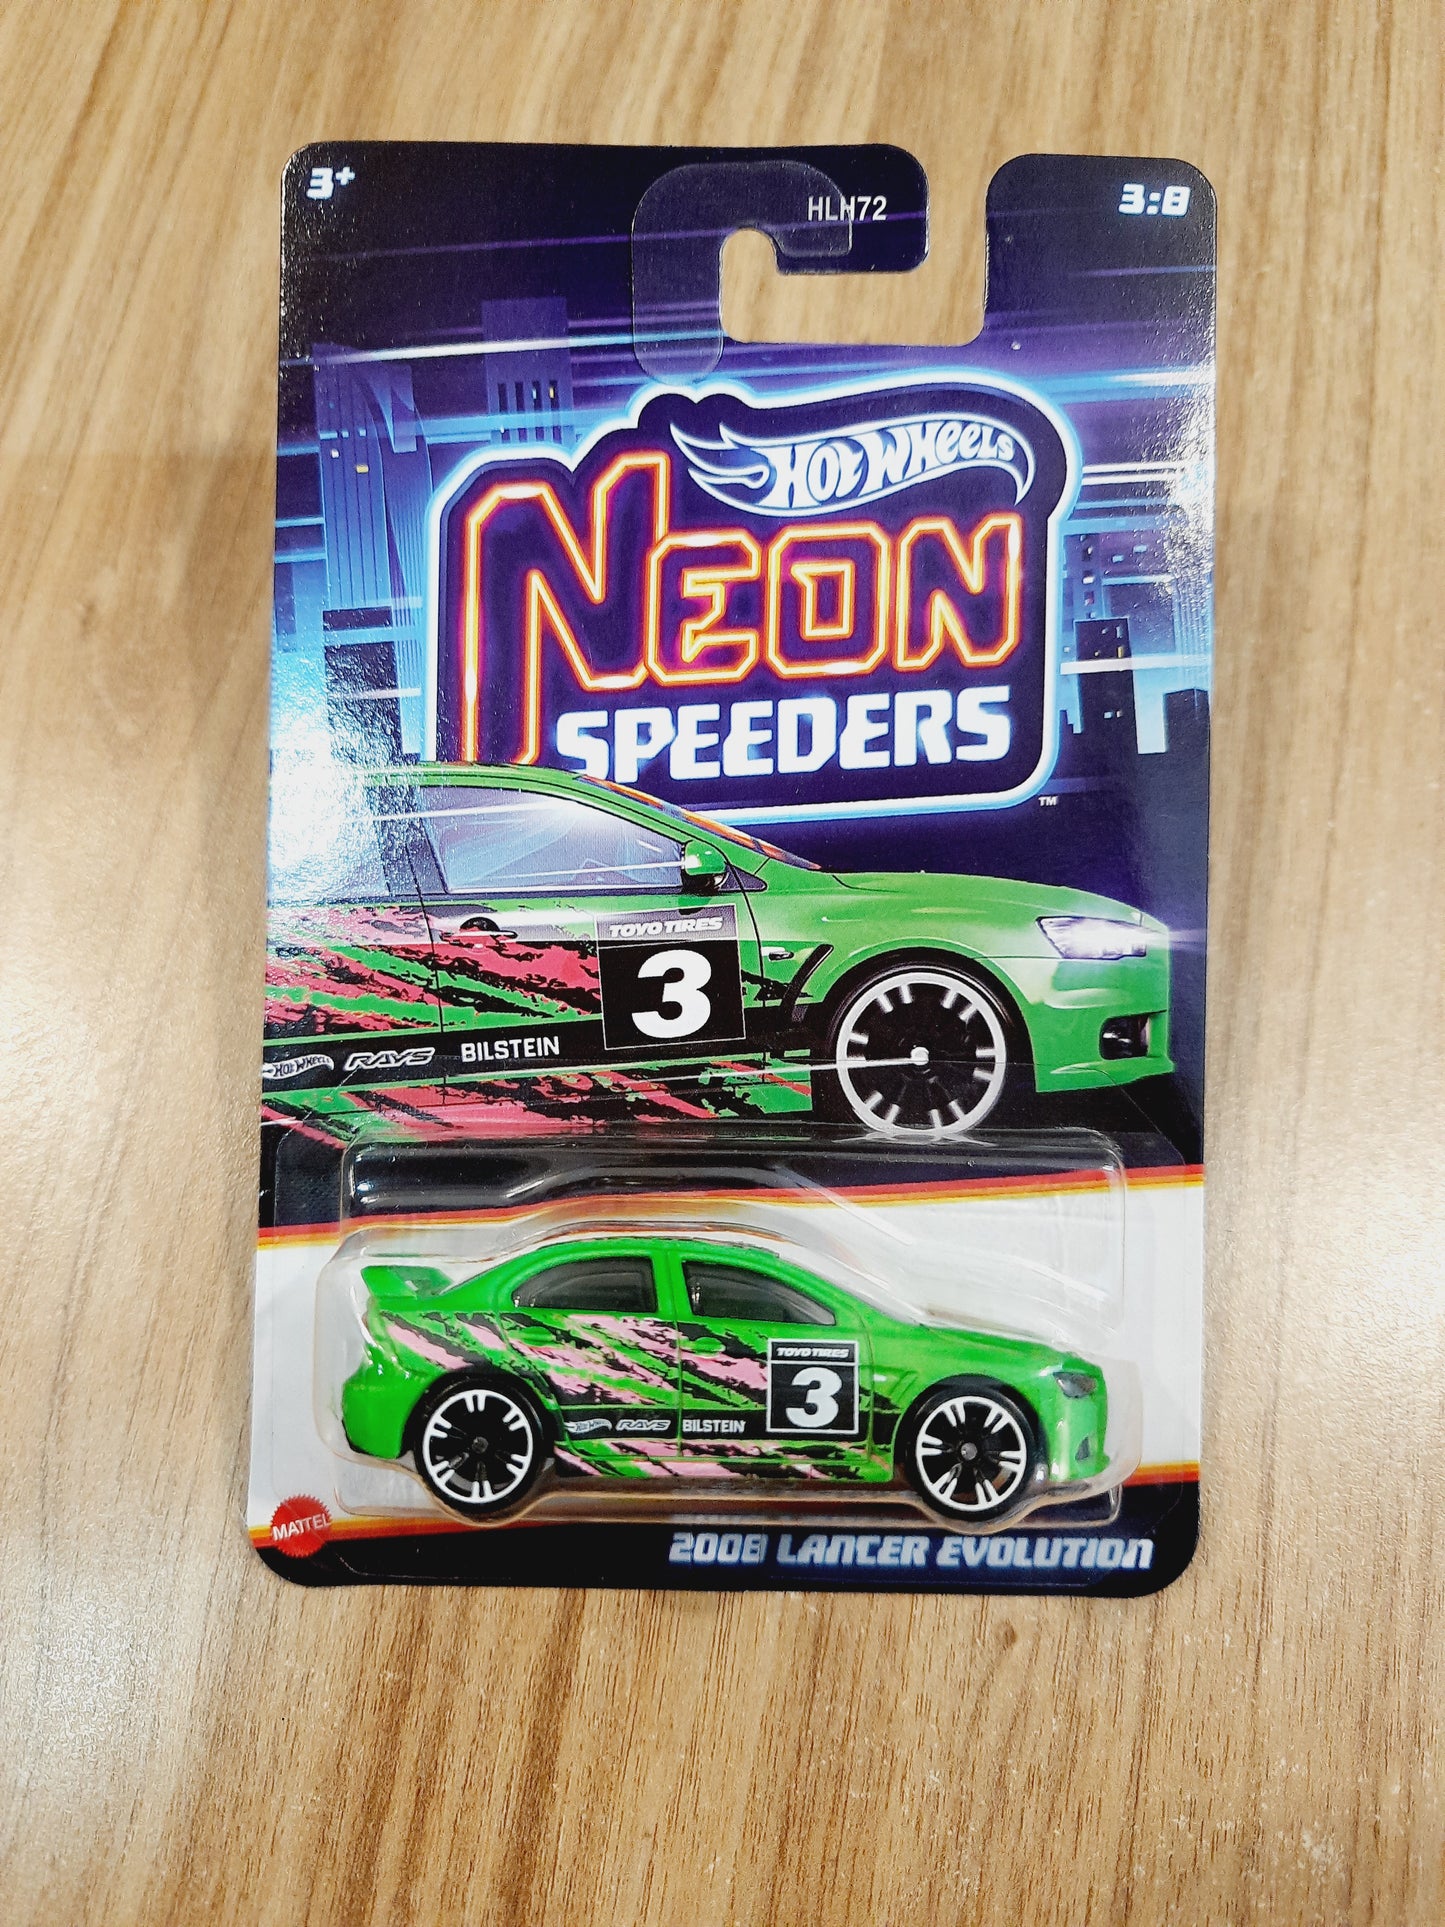 3+
HLH72
3:8
Hot Wheels
NEON
SPEEDERS
™
TOYO TIRES
3
Hot Wheels RAYS BILSTEIN
TOYO TIRES
3
Hot Wheels RAYS BILSTEIN
MATTEL
2008 LANCER EVOLUTION